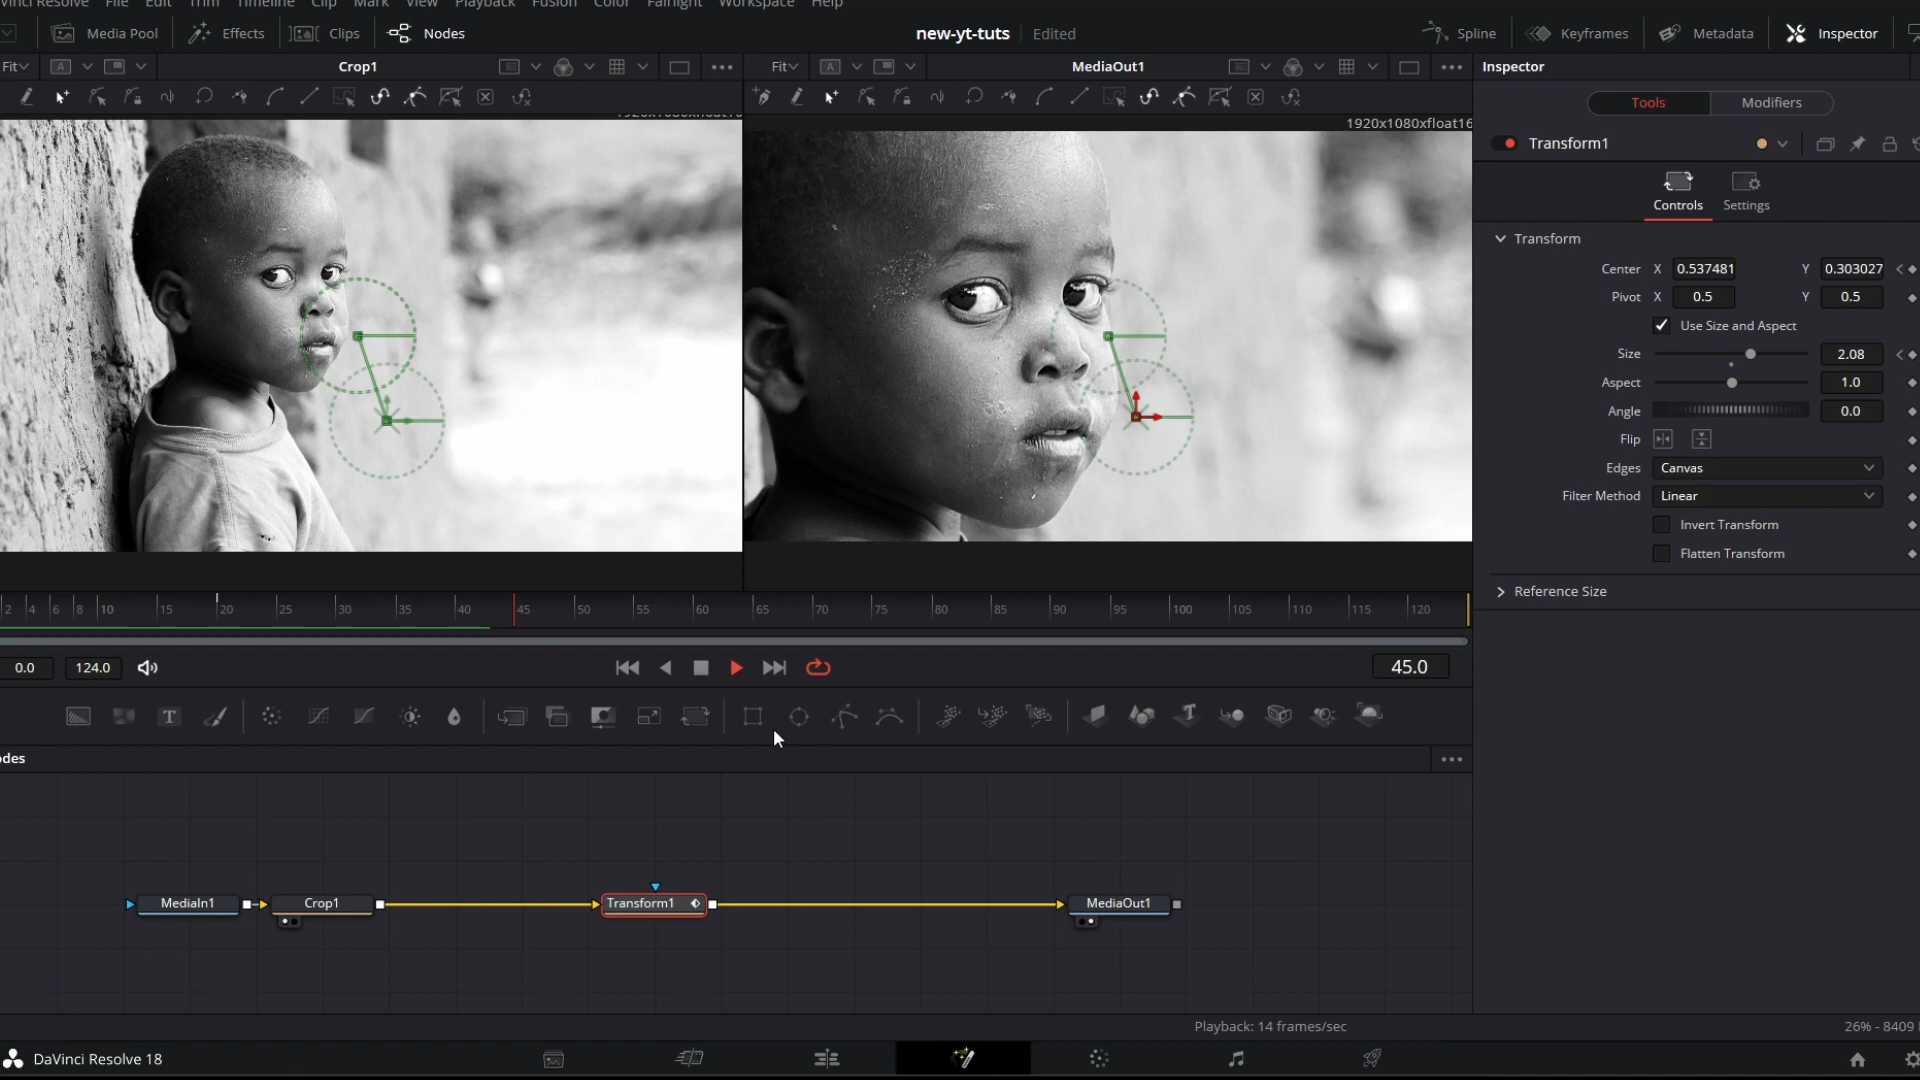 Vinci Resolve File Edit Trim Timeline Clip Mark View Playback Fusion Color Fairlight Workspace Help
Media Pool Effects Clips Nodes new-yt-tuts Edited Spline Keyframes Metadata Inspector
Fit A Crop1 Fit A MediaOut1 Inspector
Tools Modifiers
1920x1080xfloat16
Transform1
Controls Settings
Transform
Center X 0.537481 Y 0.303027
Pivot X 0.5 Y 0.5
Use Size and Aspect
Size 2.08
Aspect 1.0
Angle 0.0
Flip
Edges Canvas
Filter Method Linear
Invert Transform
Flatten Transform
Reference Size
2 4 6 8 10 15 20 25 30 35 40 45 50 55 60 65 70 75 80 85 90 95 100 105 110 115 120
0.0 124.0 45.0
T T
odes
MediaIn1 Crop1 Transform1 MediaOut1
Playback: 14 frames/sec 26% - 8409
DaVinci Resolve 18